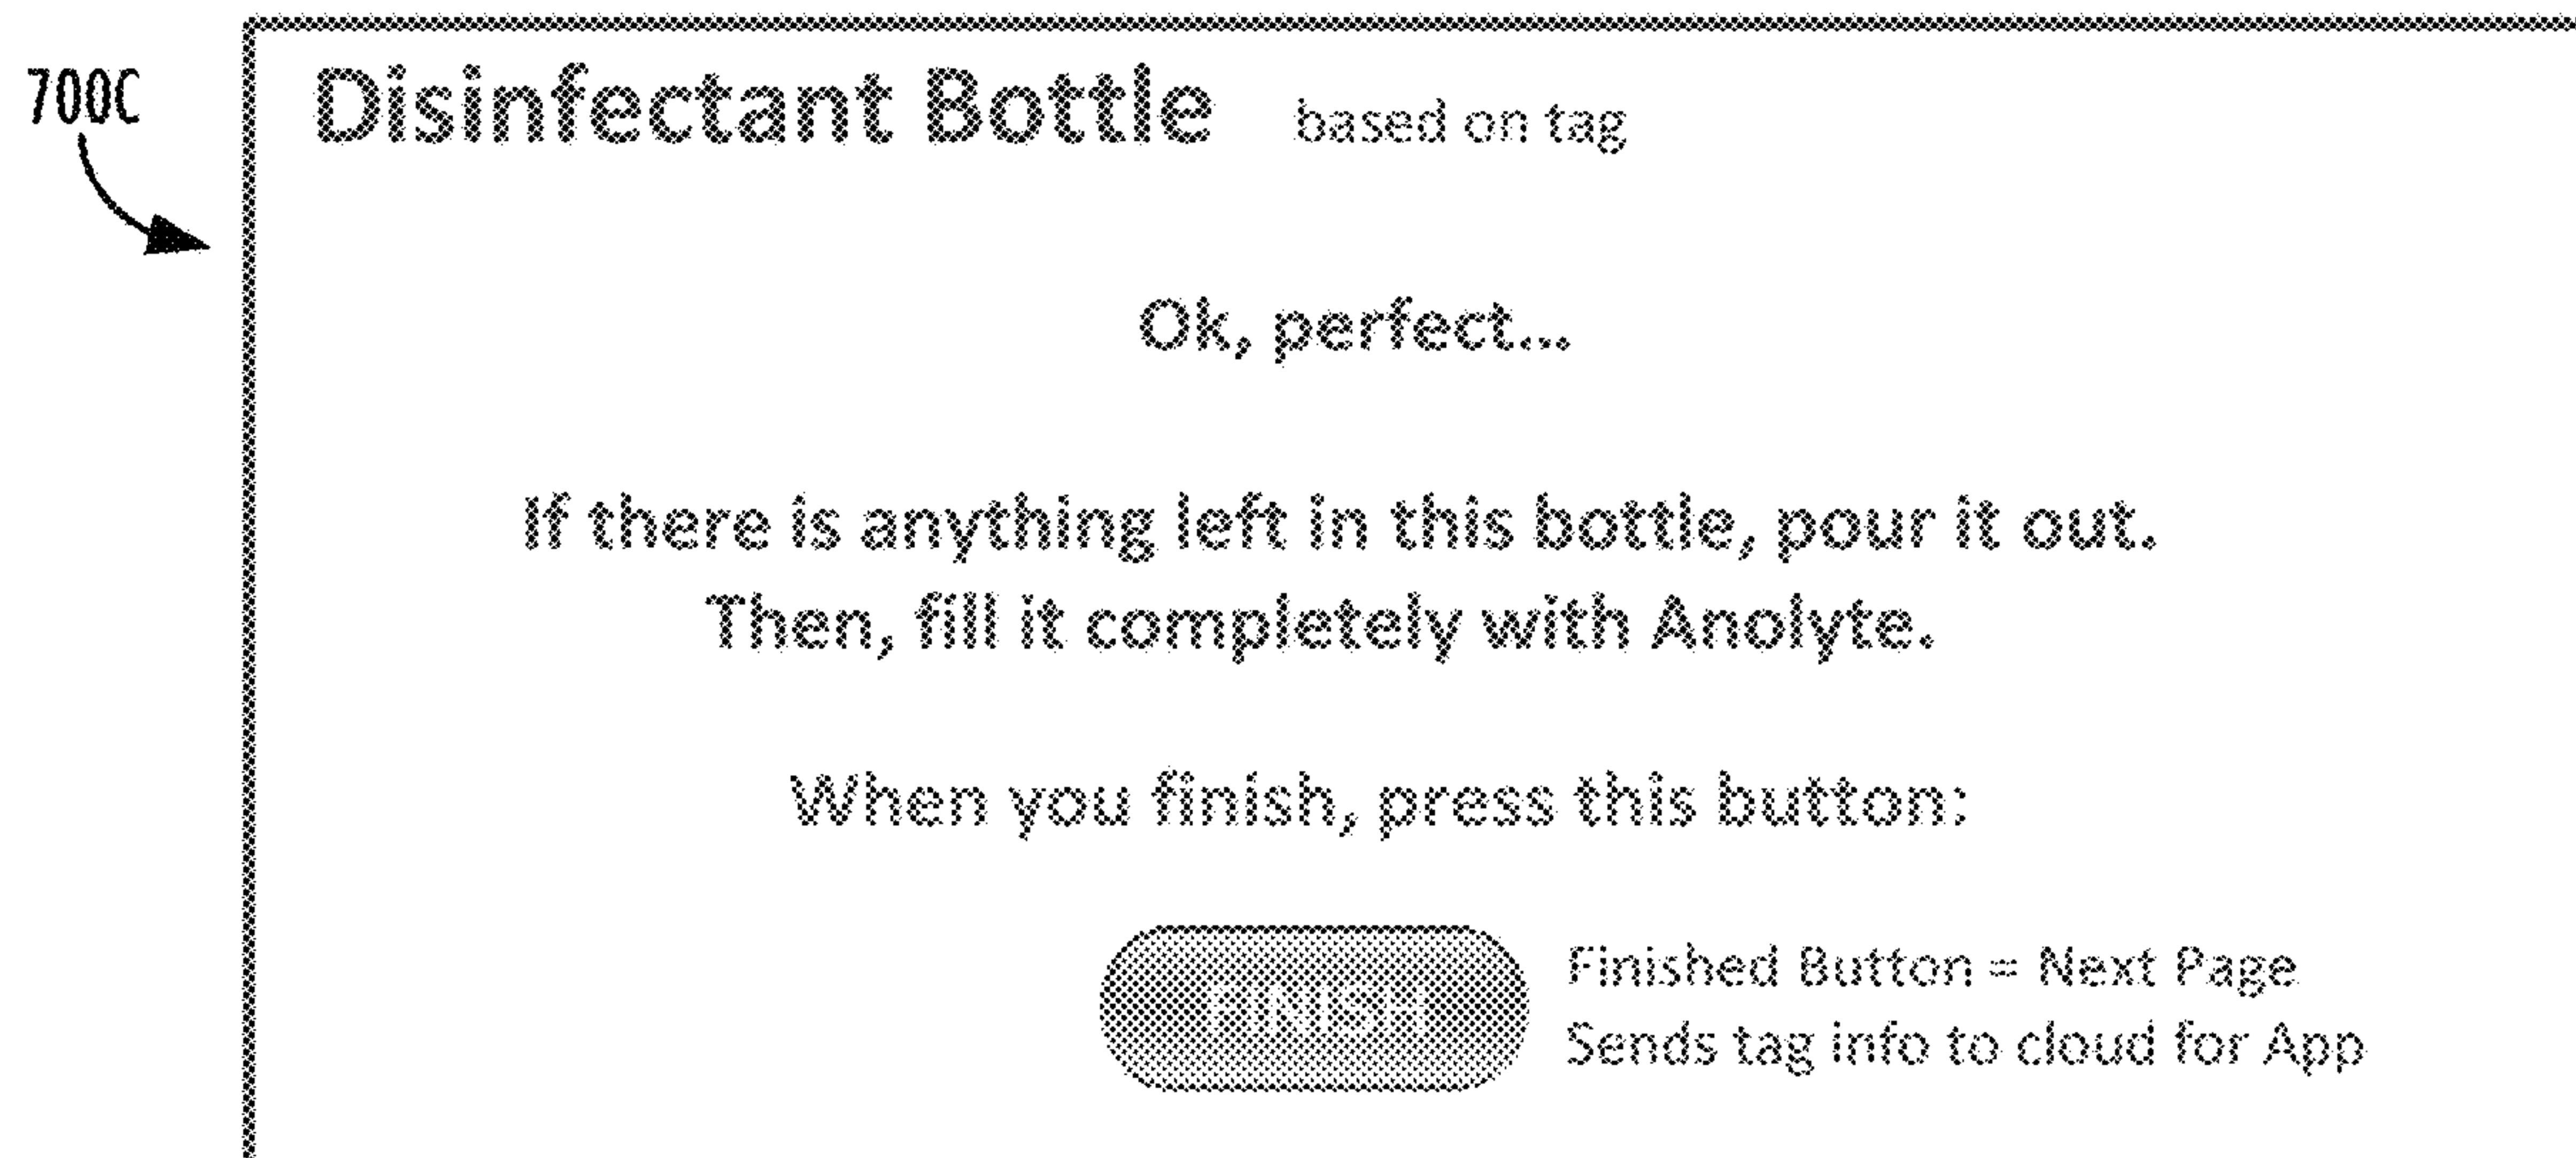 700C
Disinfectant Bottle based on tag
Ok, perfect...
If there is anything left in this bottle, pour it out.
Then, fill it completely with Anolyte.
When you finish, press this button:
FINISH
Finished Button = Next Page
Sends tag info to cloud for App